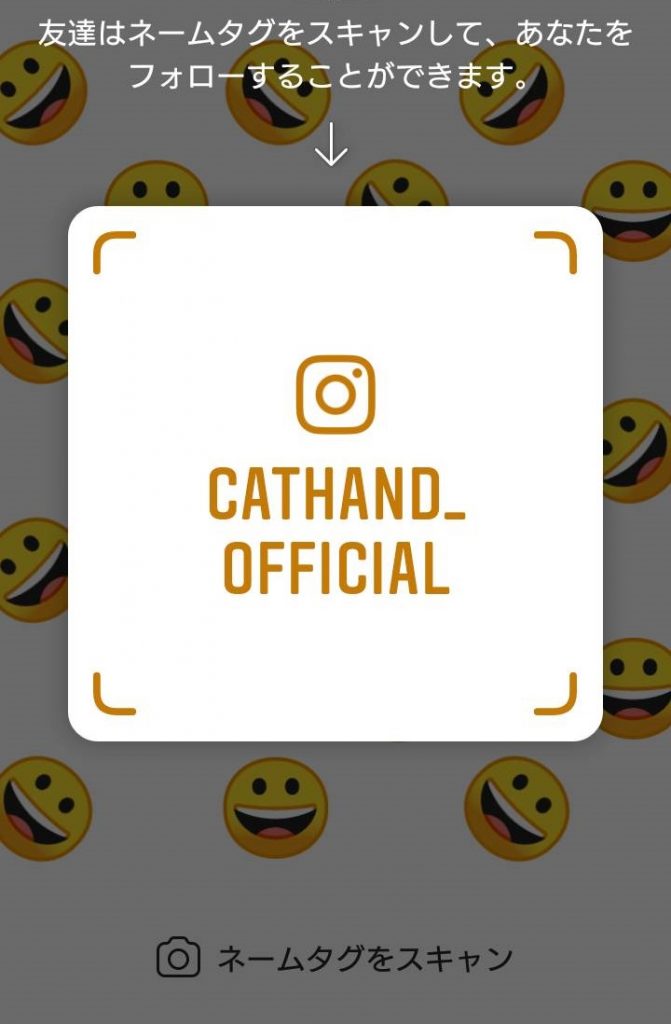 友達はネームタグをスキャンして、あなたを
フォローすることができます。
CATHAND_
OFFICIAL
ネームタグをスキャン